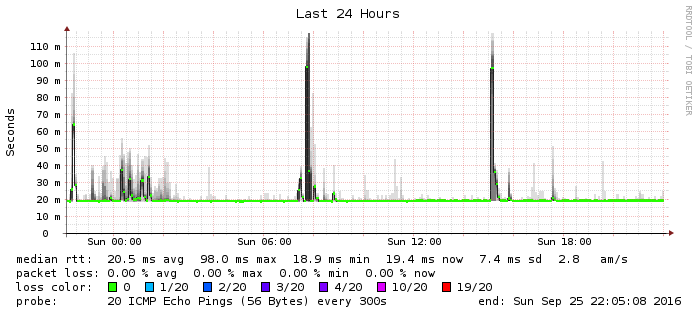 Last 24 Hours
RRDTOOL / TOBI OETIKER
Seconds
110 m
100 m
90 m
80 m
70 m
60 m
50 m
40 m
30 m
20 m
10 m
0
Sun 00:00 Sun 06:00 Sun 12:00 Sun 18:00
median rtt: 20.5 ms avg 98.0 ms max 18.9 ms min 19.4 ms now 7.4 ms sd 2.8 am/s
packet loss: 0.00 % avg 0.00 % max 0.00 % min 0.00 % now
loss color: 0 1/20 2/20 3/20 4/20 10/20 19/20
probe: 20 ICMP Echo Pings (56 Bytes) every 300s end: Sun Sep 25 22:05:08 2016